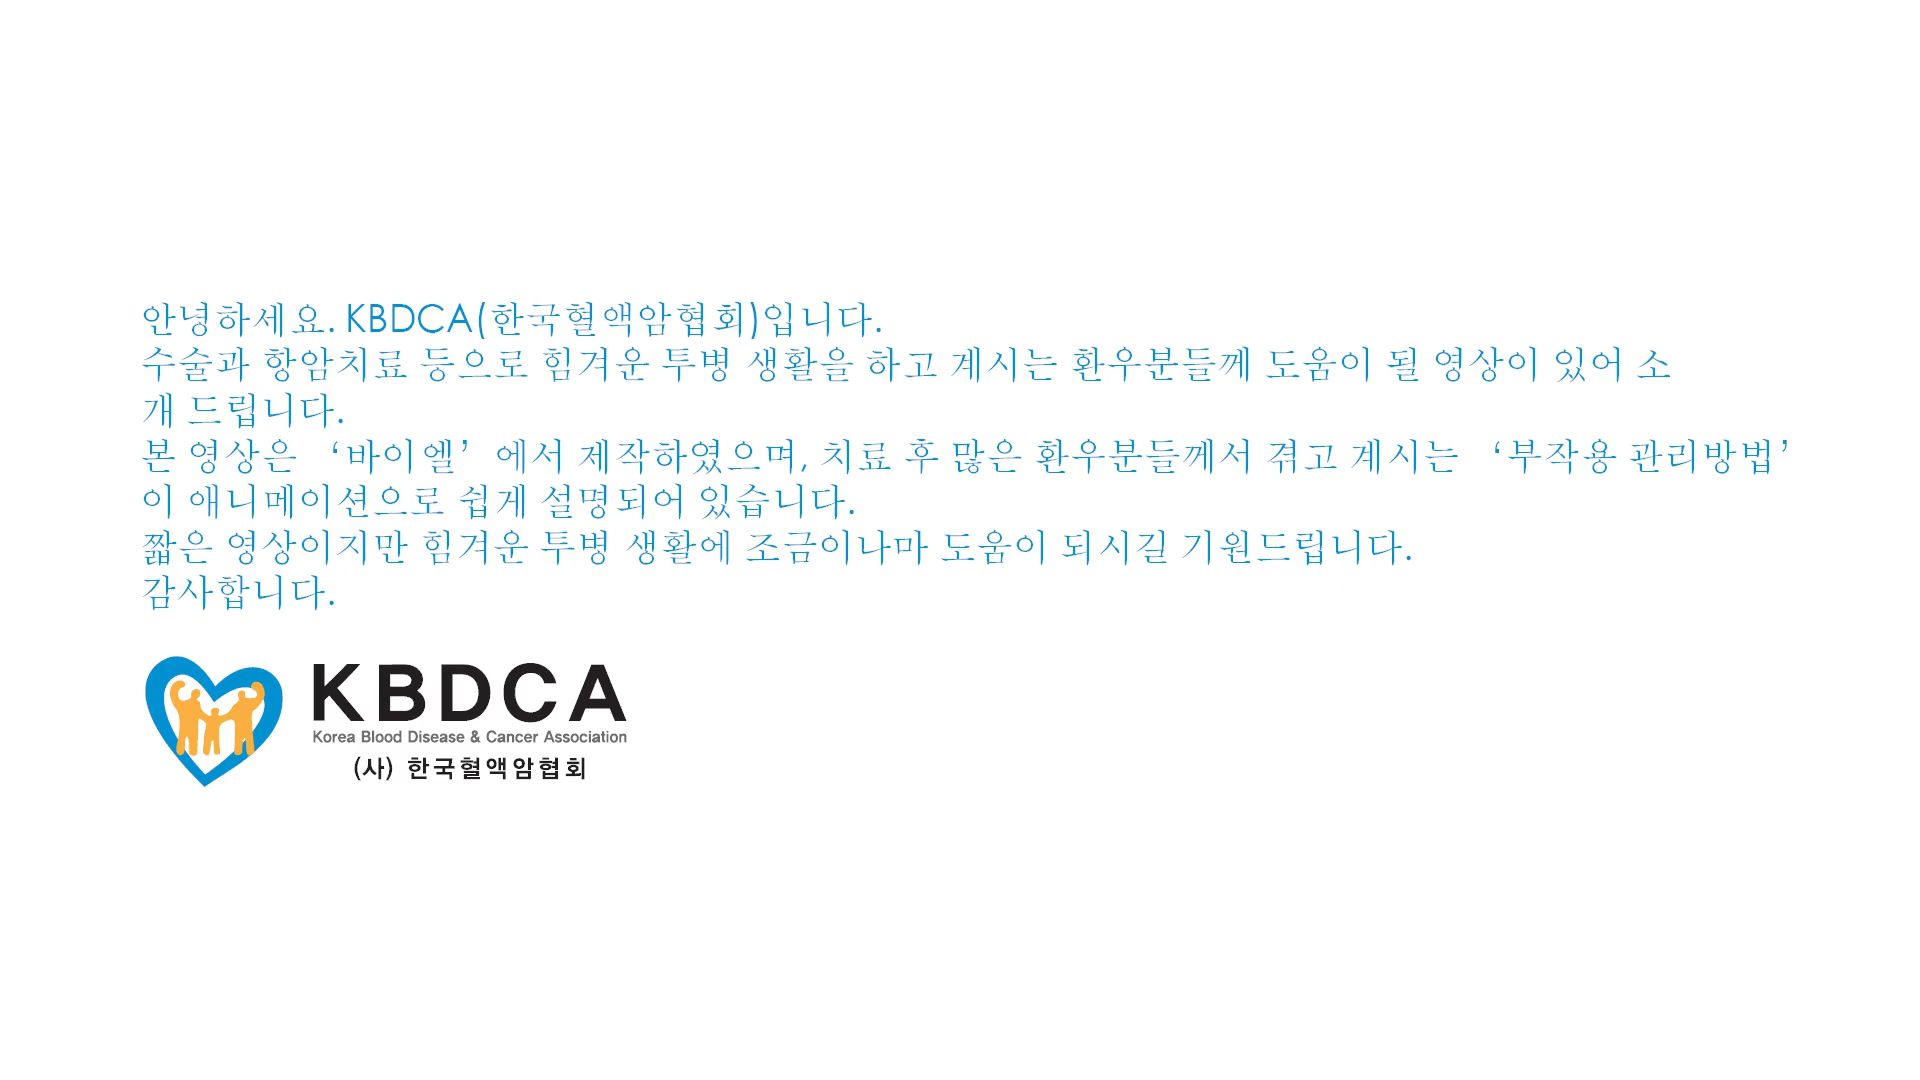 안녕하세요. KBDCA(한국혈액암협회)입니다.
수술과 항암치료 등으로 힘겨운 투병 생활을 하고 계시는 환우분들께 도움이 될 영상이 있어 소
개 드립니다.
본 영상은 ‘바이엘’에서 제작하였으며, 치료 후 많은 환우분들께서 겪고 계시는 ‘부작용 관리방법’
이 애니메이션으로 쉽게 설명되어 있습니다.
짧은 영상이지만 힘겨운 투병 생활에 조금이나마 도움이 되시길 기원드립니다.
감사합니다.
KBDCA
Korea Blood Disease & Cancer Association
(사) 한국혈액암협회